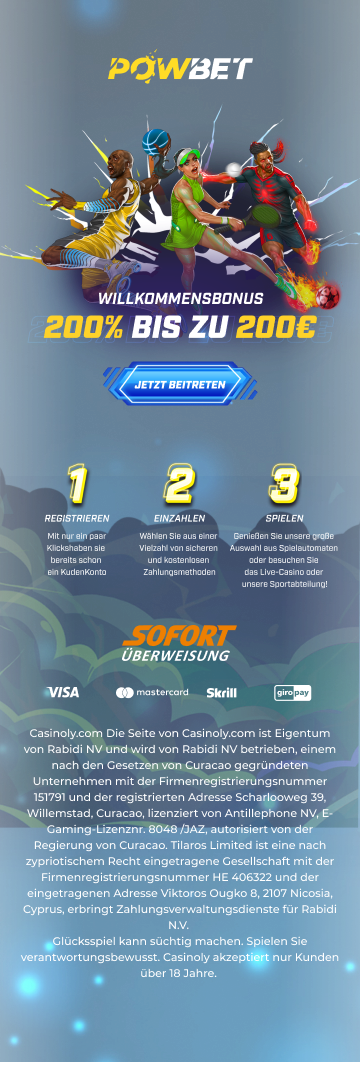 POWBET
WILLKOMMENSBONUS
200% BIS ZU 200€
JETZT BEITRETEN
1 2 3
REGISTRIEREN
Mit nur ein paar
Klickshaben sie
bereits schon
ein KudenKonto
EINZAHLEN
Wählen Sie aus einer
Vielzahl von sicheren
und kostenlosen
Zahlungsmethoden
SPIELEN
Genießen Sie unsere große
Auswahl aus Spielautomaten
oder besuchen Sie
das Live-Casino oder
unsere Sportabteilung!
SOFORT
ÜBERWEISUNG
VISA mastercard Skrill giropay
Casinoly.com Die Seite von Casinoly.com ist Eigentum
von Rabidi NV und wird von Rabidi NV betrieben, einem
nach den Gesetzen von Curacao gegründeten
Unternehmen mit der Firmenregistrierungsnummer
151791 und der registrierten Adresse Scharlooweg 39,
Willemstad, Curacao, lizenziert von Antillephone NV, E-
Gaming-Lizenznr. 8048 /JAZ, autorisiert von der
Regierung von Curacao. Tilaros Limited ist eine nach
zypriotischem Recht eingetragene Gesellschaft mit der
Firmenregistrierungsnummer HE 406322 und der
eingetragenen Adresse Viktoros Ougko 8, 2107 Nicosia,
Cyprus, erbringt Zahlungsverwaltungsdienste für Rabidi
N.V.
Glücksspiel kann süchtig machen. Spielen Sie
verantwortungsbewusst. Casinoly akzeptiert nur Kunden
über 18 Jahre.